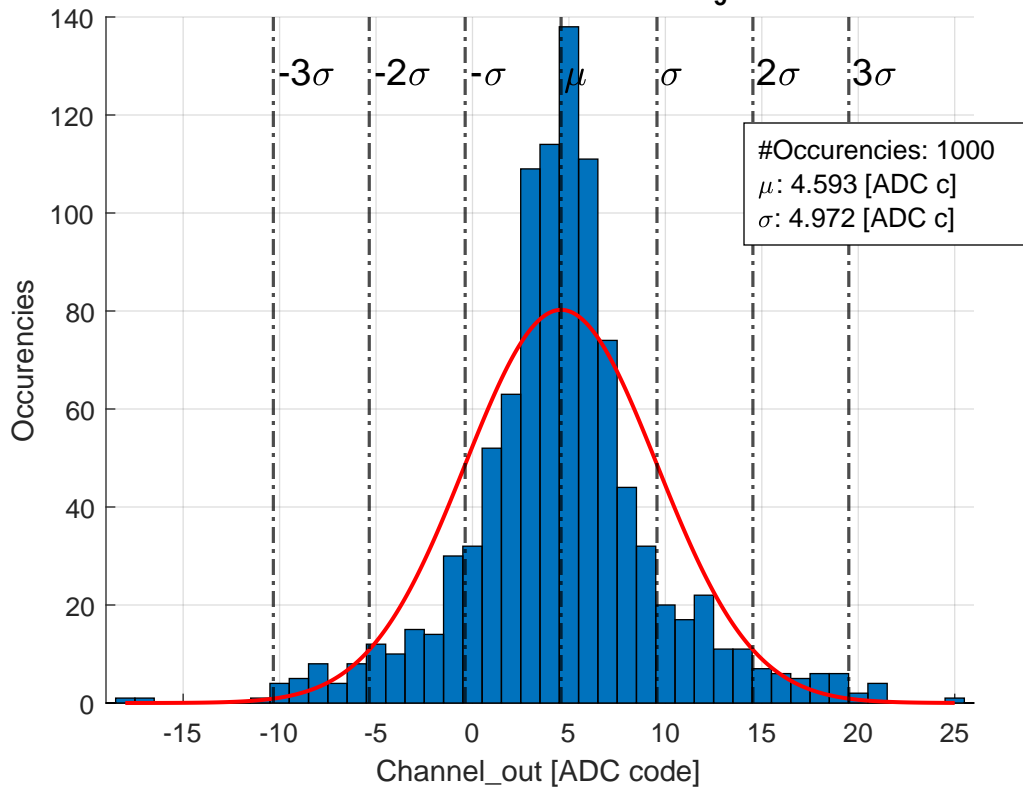 140
120
100
80
60
40
20
0
-3σ -2σ -σ μ σ 2σ 3σ
#Occurencies: 1000
μ: 4.593 [ADC c]
σ: 4.972 [ADC c]
Occurencies
-15 -10 -5 0 5 10 15 20 25
Channel_out [ADC code]